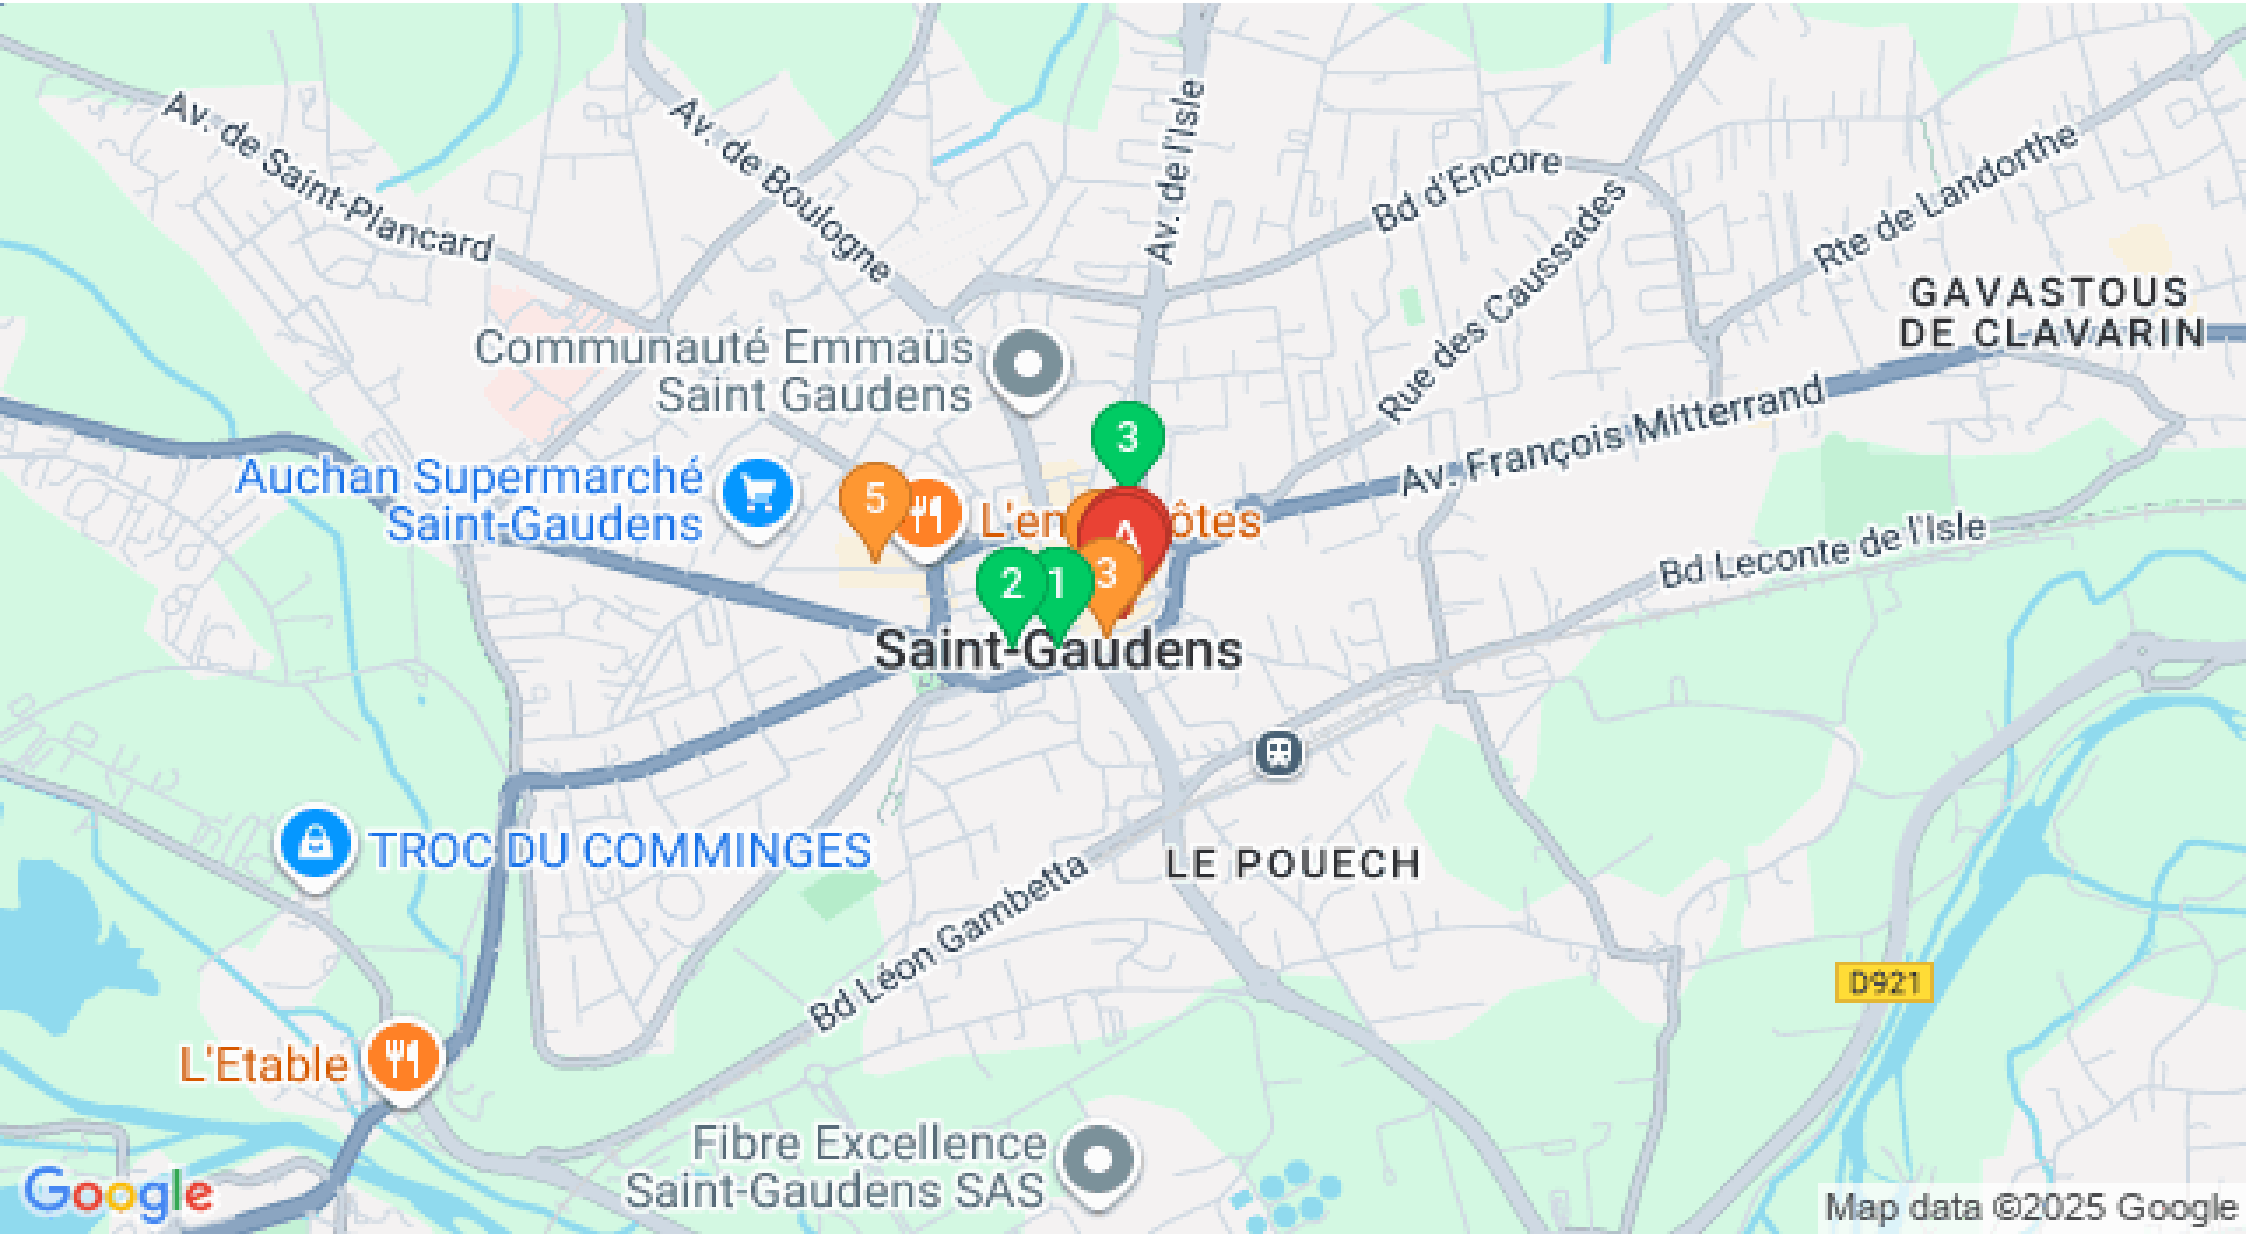 Av. de Saint-Plancard
Av. de Boulogne
Av. de l'Isle
Bd d'Encore
Rue des Caussades
Rte de Landorthe
GAVASTOUS
DE CLAVARIN
Communauté Emmaüs
Saint Gaudens
3
Av. François Mitterrand
Auchan Supermarché
Saint-Gaudens
5
L'en
ôtes
A
Bd Leconte de l'Isle
2
1
3
Saint-Gaudens
TROC DU COMMINGES
LE POUECH
Bd Léon Gambetta
D921
L'Etable
Fibre Excellence
Saint-Gaudens SAS
Google
Map data ©2025 Google